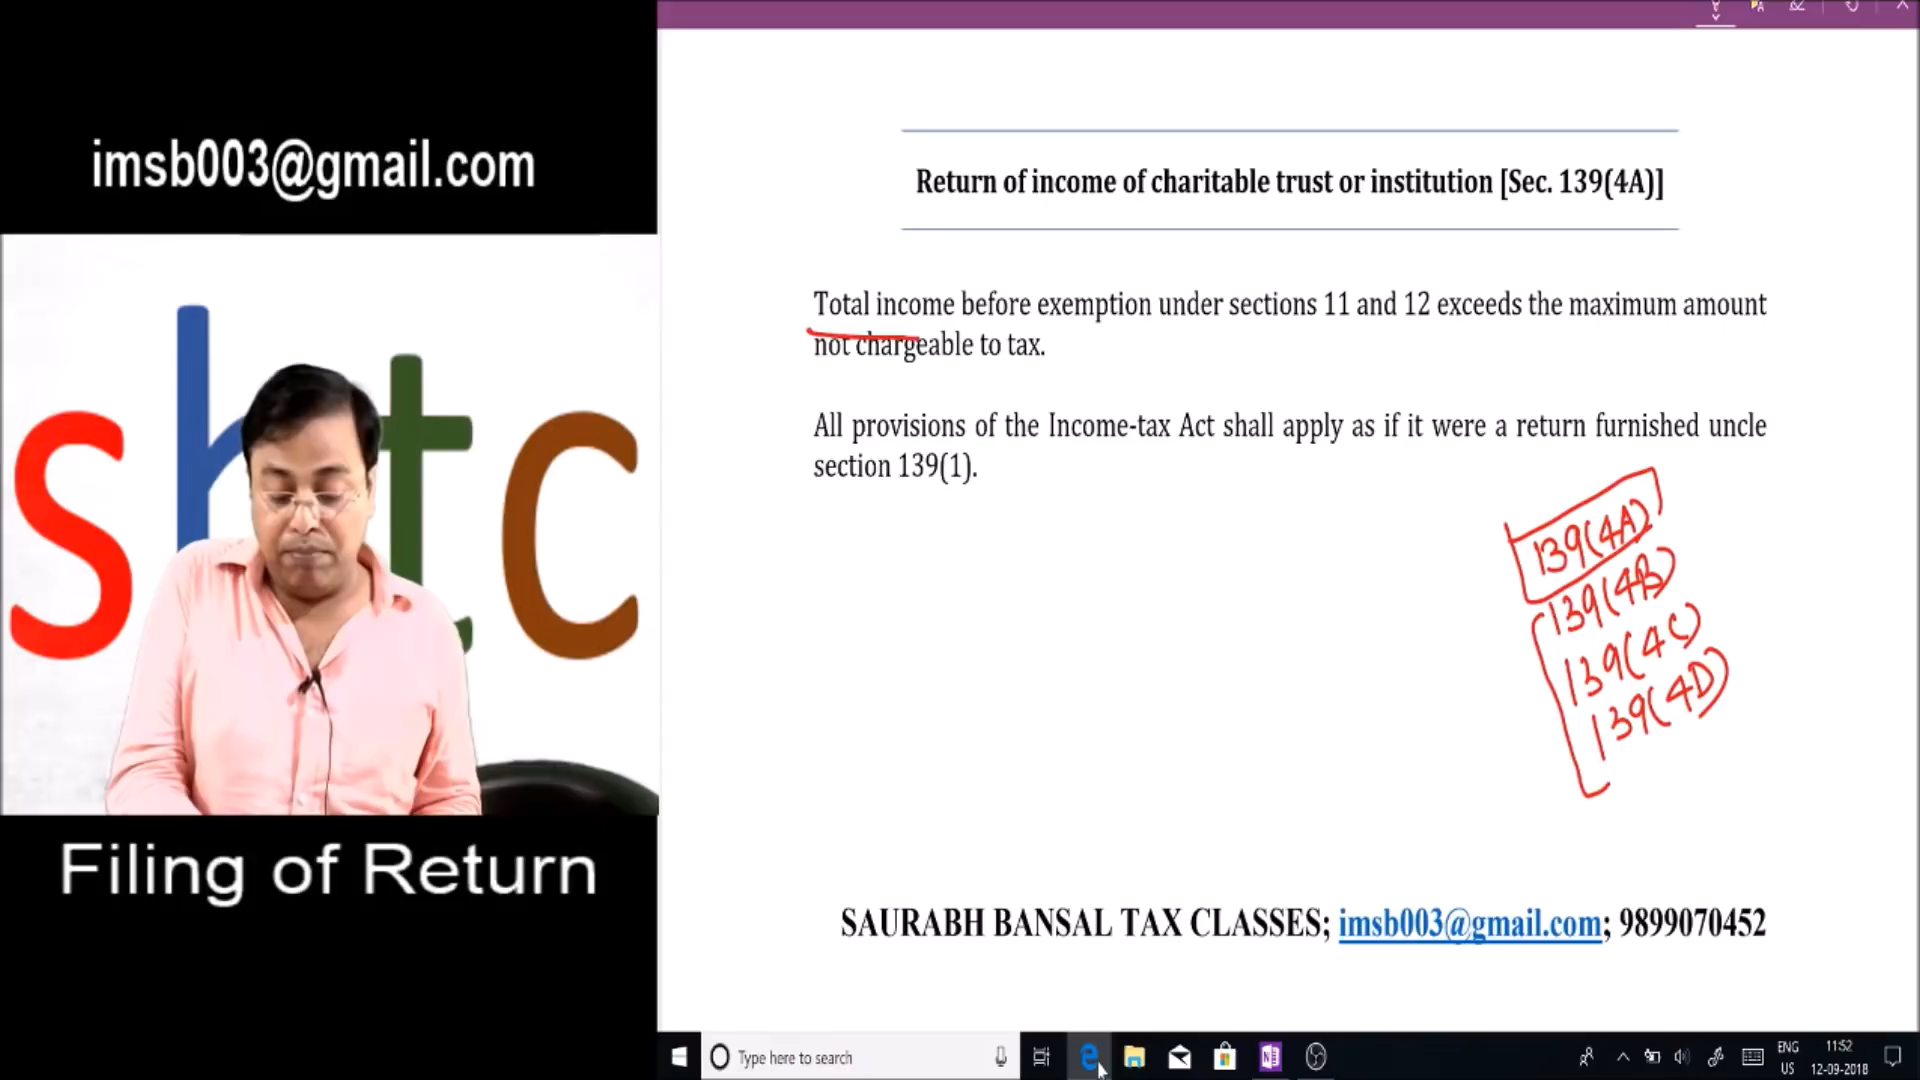 imsb003@gmail.com
shtc
Filing of Return
Return of income of charitable trust or institution [Sec. 139(4A)]
Total income before exemption under sections 11 and 12 exceeds the maximum amount
not chargeable to tax.
All provisions of the Income-tax Act shall apply as if it were a return furnished uncle
section 139(1).
139(4A)
139(4B)
139(4C)
139(4D)
SAURABH BANSAL TAX CLASSES; imsb003@gmail.com; 9899070452
Type here to search
ENG
US
11:52
12-09-2018